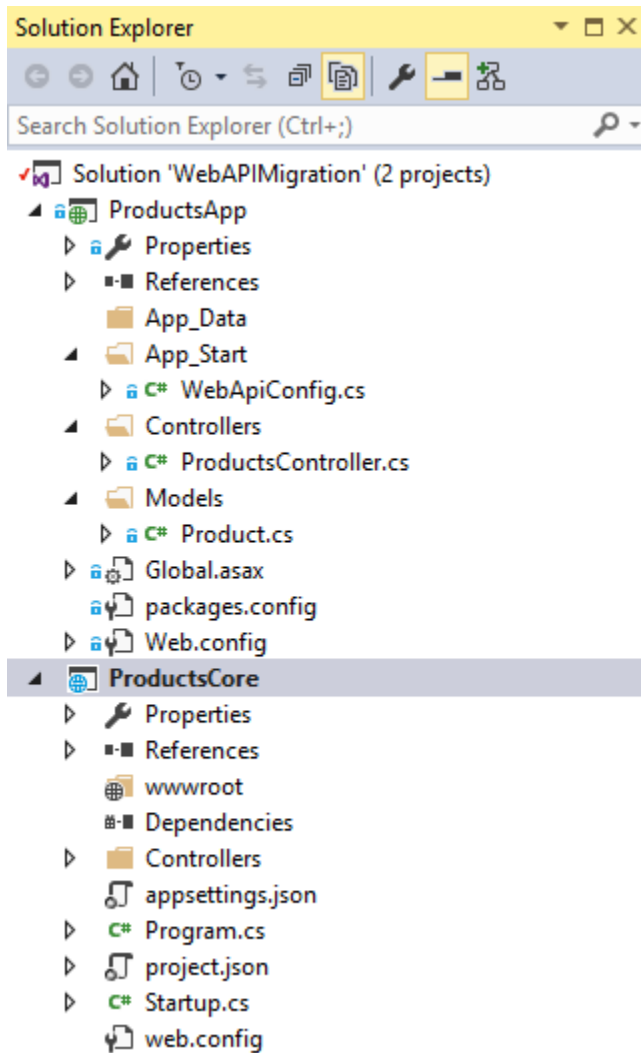 Solution Explorer
Search Solution Explorer (Ctrl+;)
Solution 'WebAPIMigration' (2 projects)
ProductsApp
Properties
References
App_Data
App_Start
C# WebApiConfig.cs
Controllers
C# ProductsController.cs
Models
C# Product.cs
Global.asax
packages.config
Web.config
ProductsCore
Properties
References
wwwroot
Dependencies
Controllers
appsettings.json
C# Program.cs
project.json
C# Startup.cs
web.config